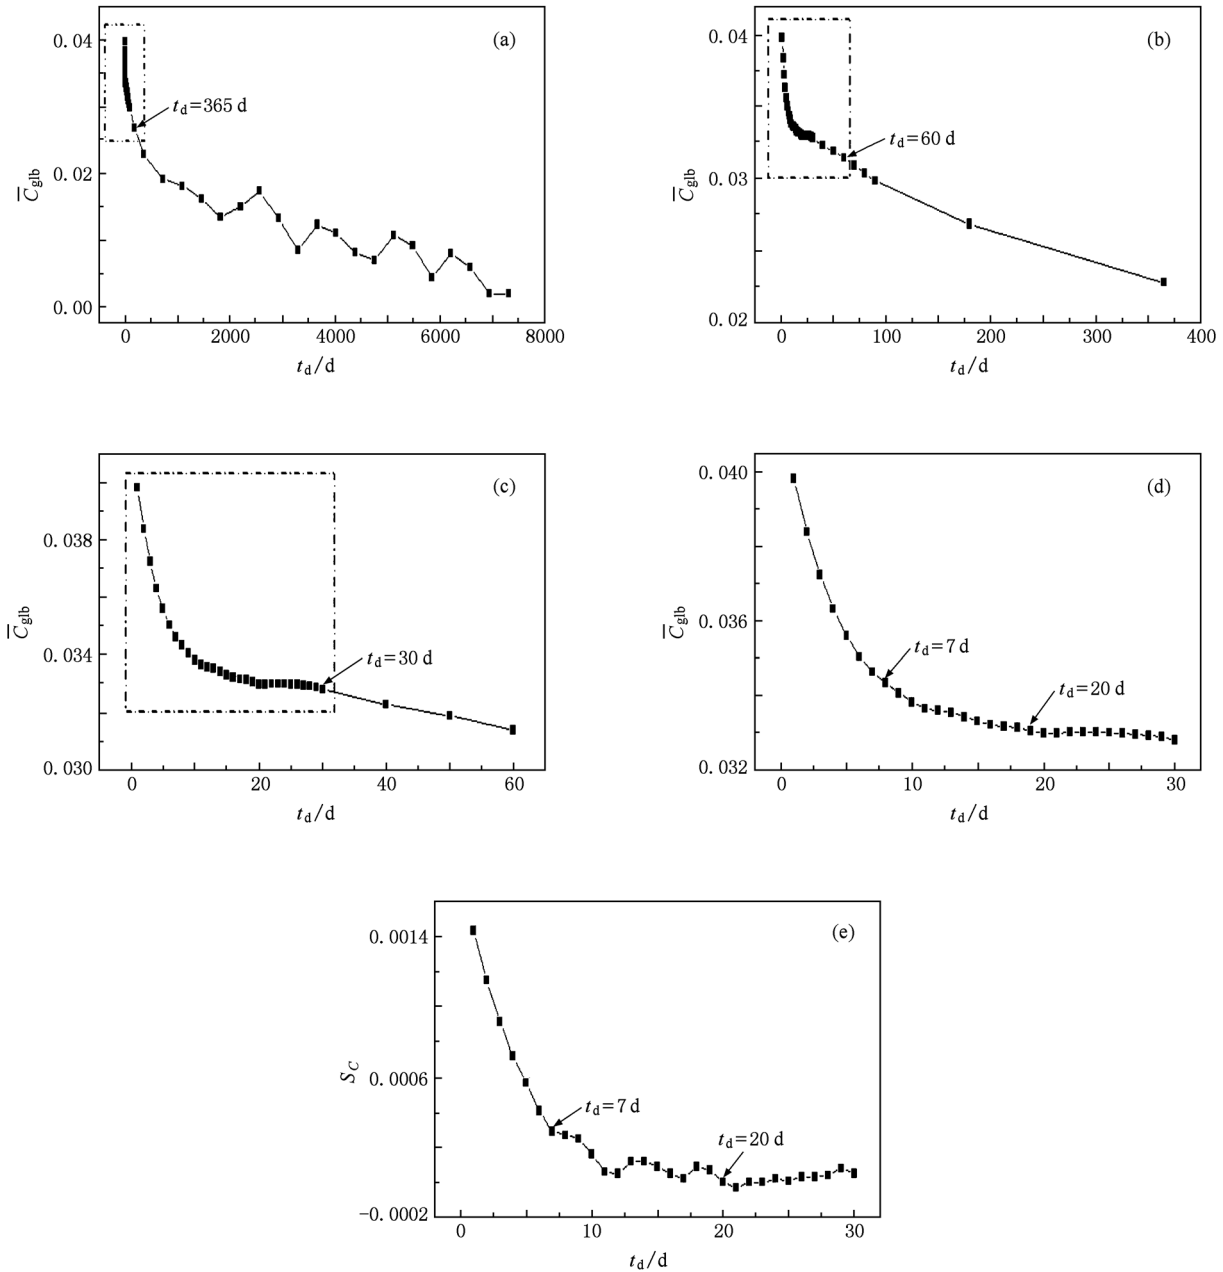 (a)
0.04
t_d=365 d
0.02
0.00
C̅_glb
0 2000 4000 6000 8000
t_d/d
(b)
0.04
t_d=60 d
0.03
0.02
C̅_glb
0 100 200 300 400
t_d/d
(c)
0.038
0.034
t_d=30 d
0.030
C̅_glb
0 20 40 60
t_d/d
(d)
0.040
0.036
t_d=7 d
t_d=20 d
0.032
C̅_glb
0 10 20 30
t_d/d
(e)
0.0014
0.0006
t_d=7 d
t_d=20 d
-0.0002
S_C
0 10 20 30
t_d/d